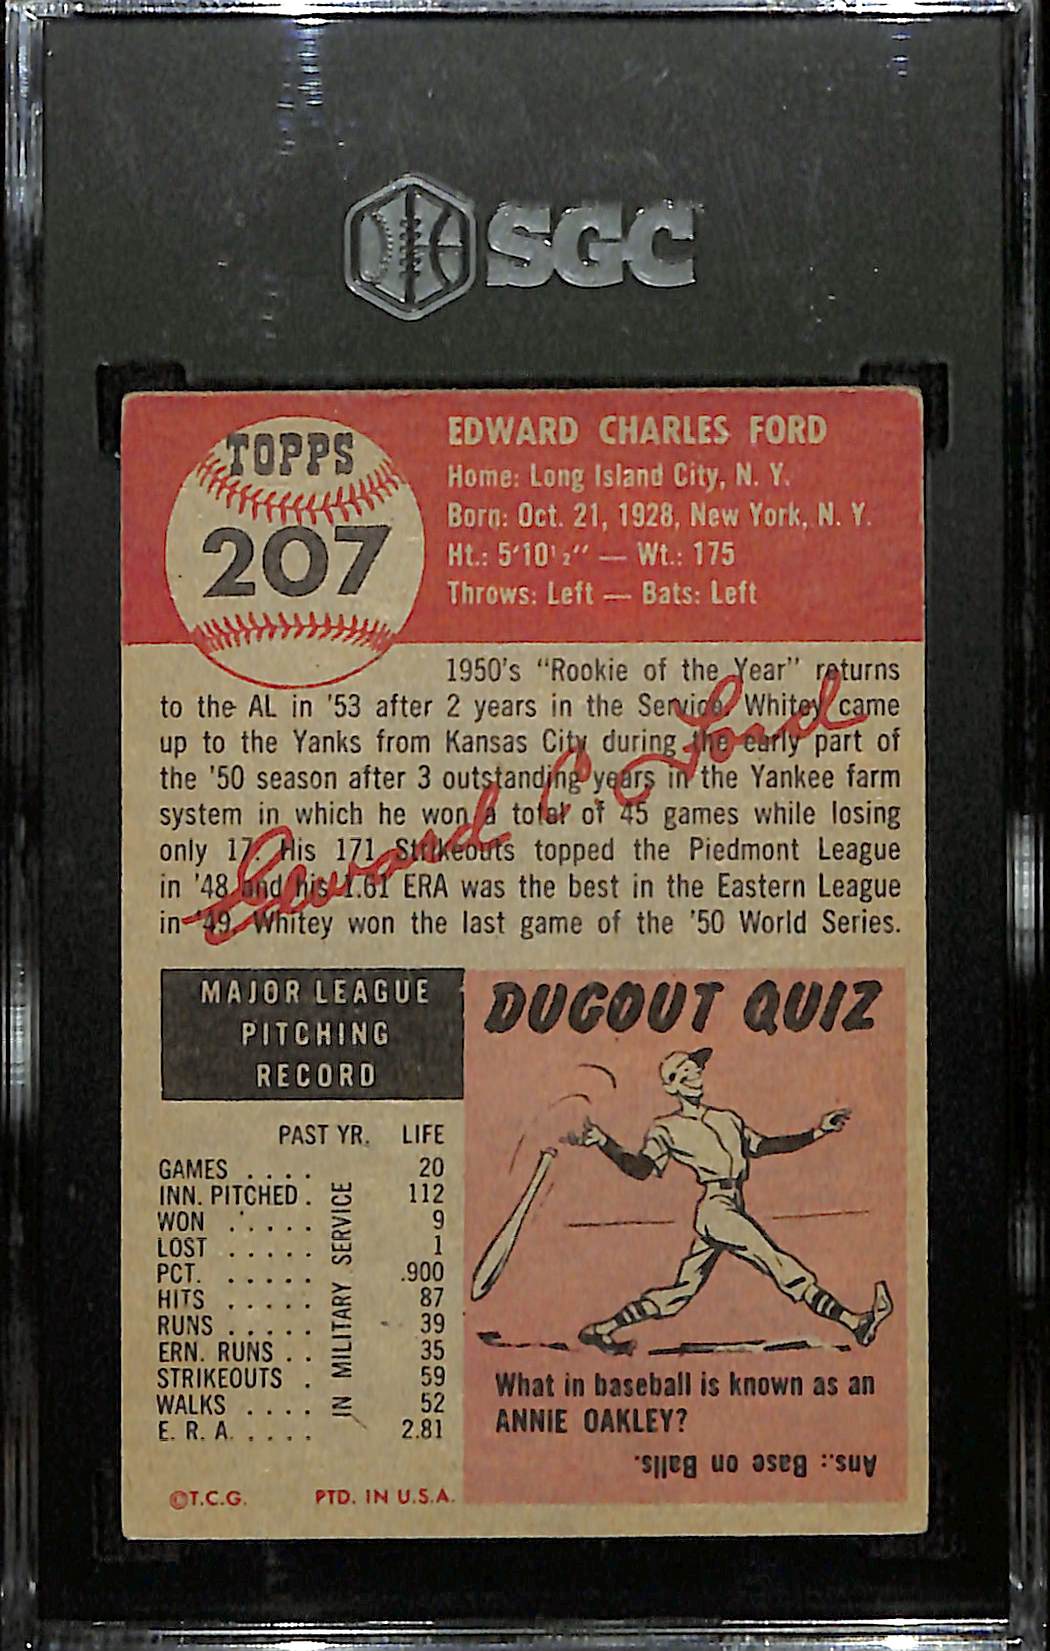 SGC
TOPPS
207
EDWARD CHARLES FORD
Home: Long Island City, N. Y.
Born: Oct. 21, 1928, New York, N. Y.
Ht.: 5'10½" — Wt.: 175
Throws: Left — Bats: Left
1950's "Rookie of the Year" returns
to the AL in '53 after 2 years in the Service. Whitey came
up to the Yanks from Kansas City during the early part of
the '50 season after 3 outstanding years in the Yankee farm
system in which he won a total of 45 games while losing
only 17. His 171 Strikeouts topped the Piedmont League
in '48 and his 1.61 ERA was the best in the Eastern League
in '49. Whitey won the last game of the '50 World Series.
Edward C. Ford
MAJOR LEAGUE
PITCHING
RECORD
PAST YR. LIFE
GAMES . . . . 20
INN. PITCHED . 112
WON . . . . . 9
LOST . . . . . 1
PCT. . . . . . .900
HITS . . . . . 87
RUNS . . . . . 39
ERN. RUNS . . 35
STRIKEOUTS . 59
WALKS . . . . 52
E. R. A. . . . . 2.81
IN MILITARY SERVICE
©T.C.G. PTD. IN U.S.A.
DUGOUT QUIZ
What in baseball is known as an
ANNIE OAKLEY?
Ans.: Base on Balls.